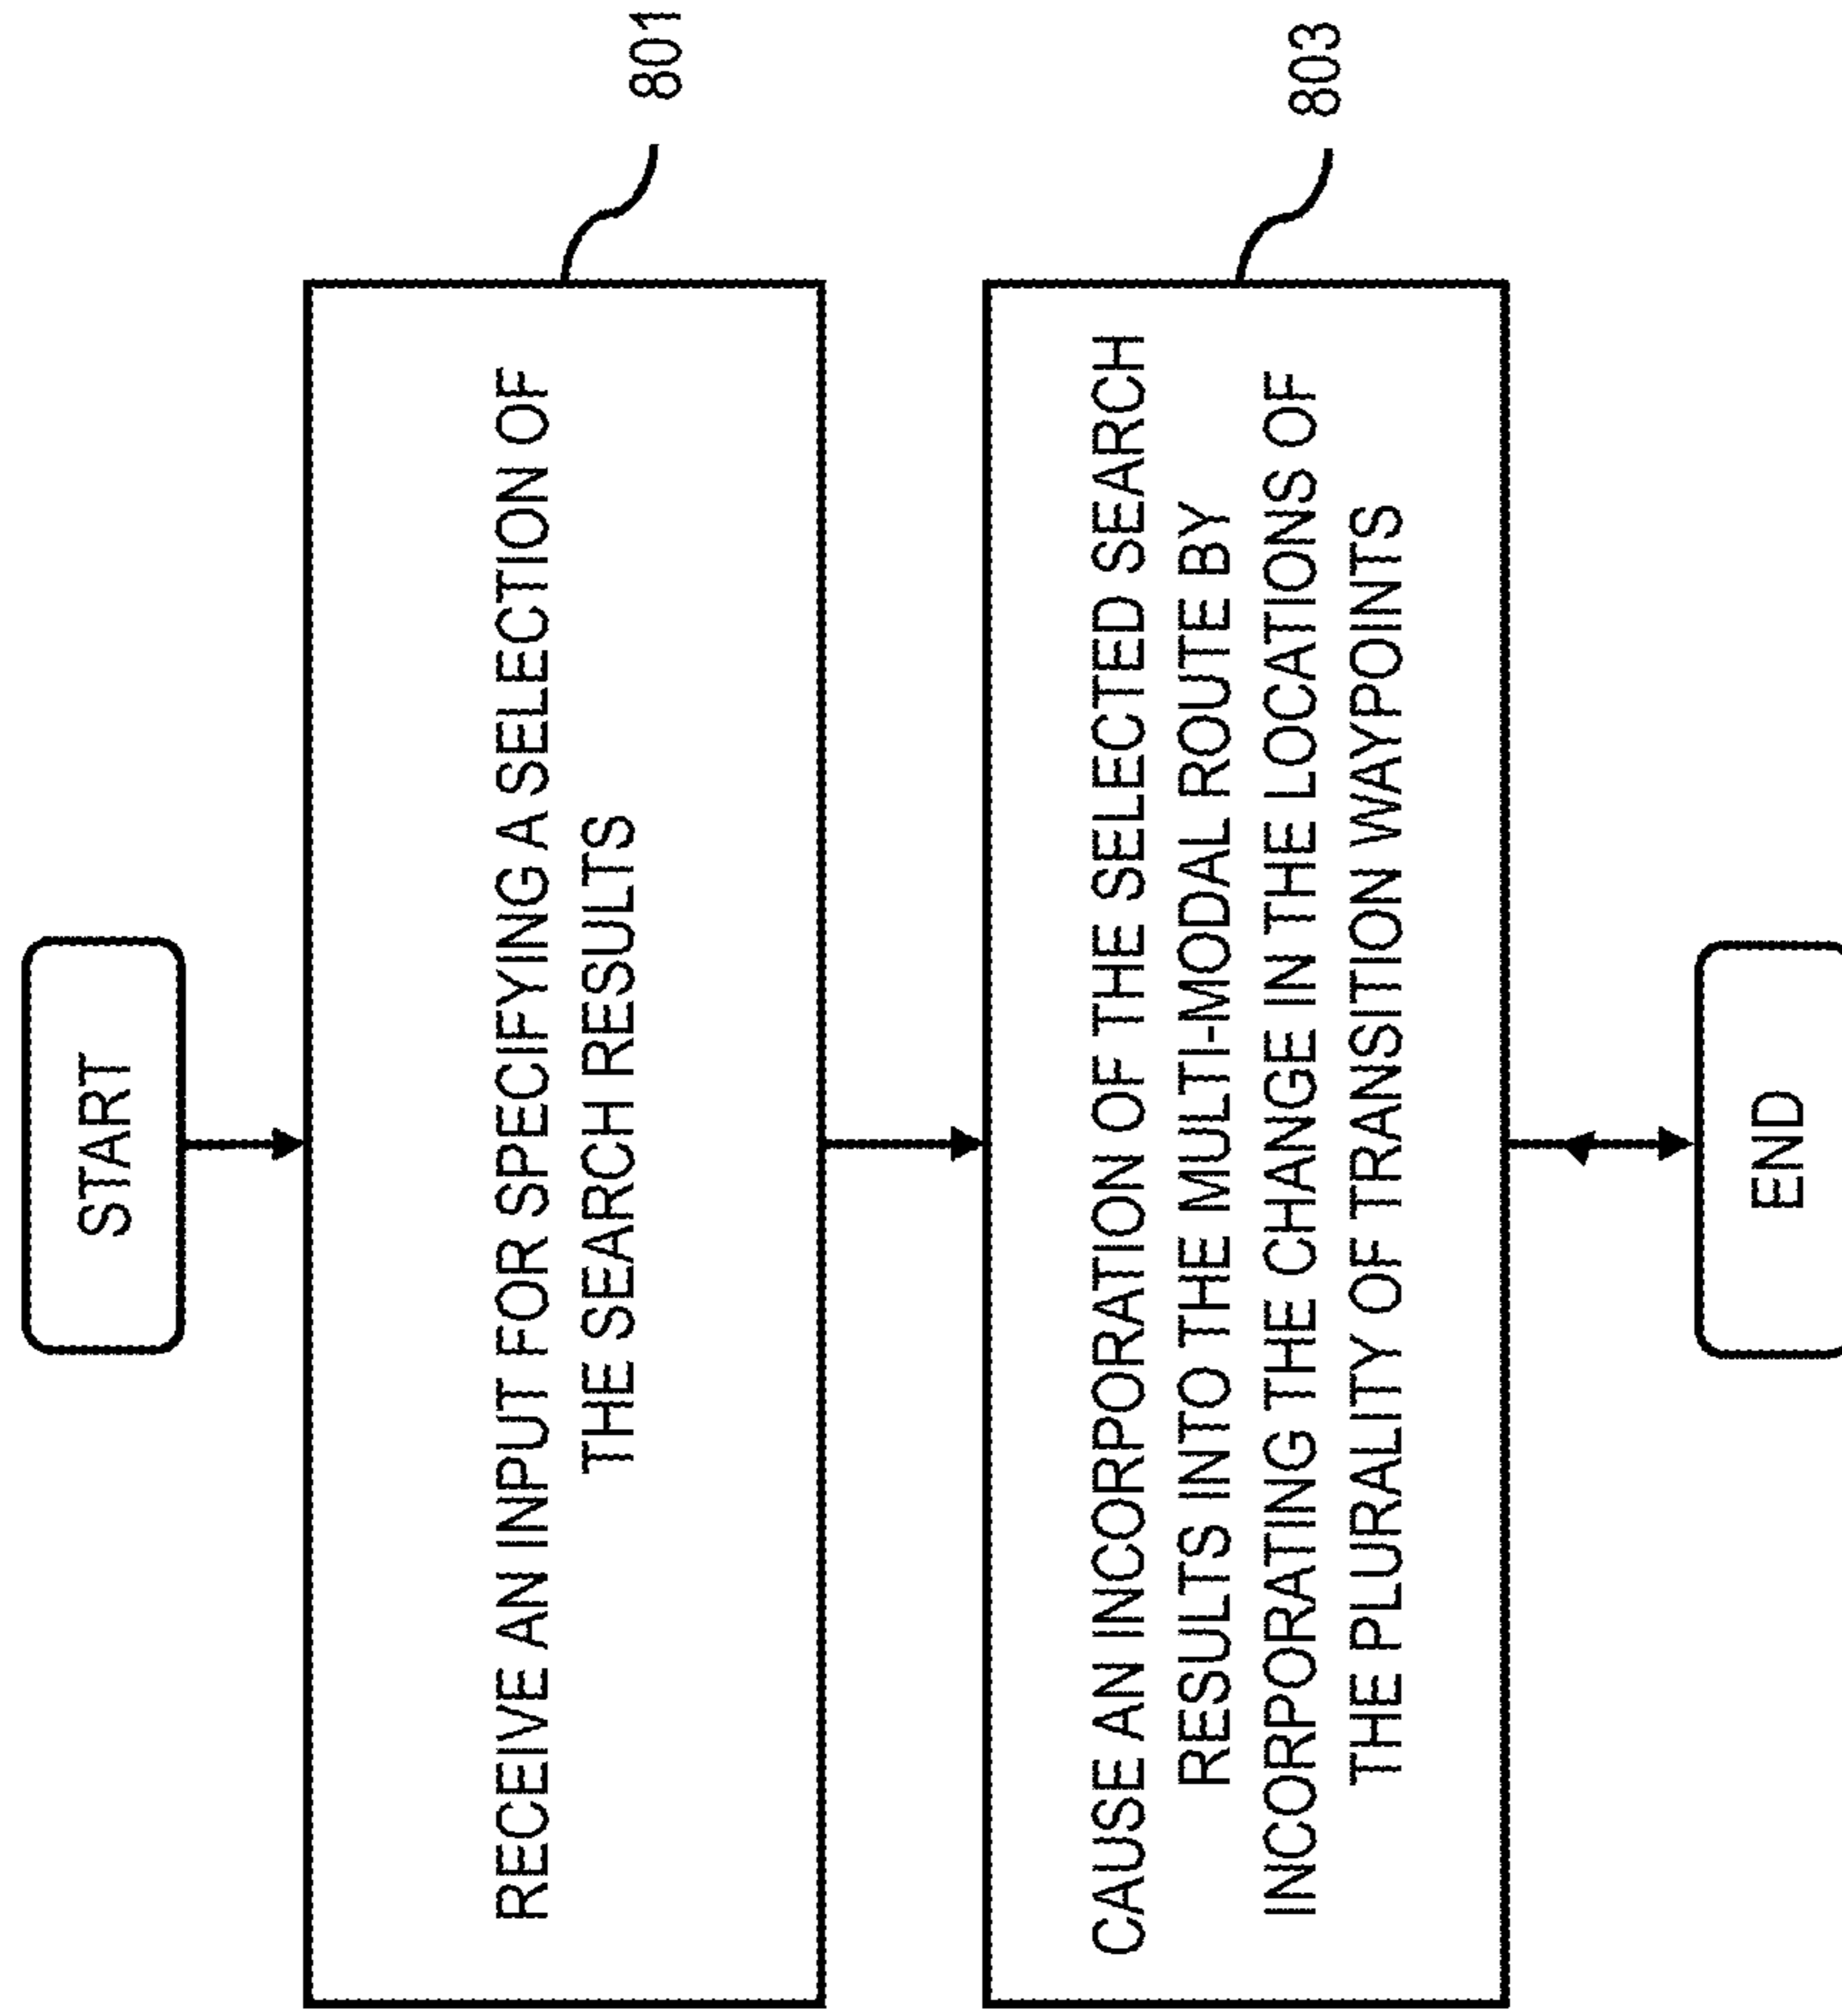 START
RECEIVE AN INPUT FOR SPECIFYING A SELECTION OF
THE SEARCH RESULTS
801
CAUSE AN INCORPORATION OF THE SELECTED SEARCH
RESULTS INTO THE MULTI-MODAL ROUTE BY
INCORPORATING THE CHANGE IN THE LOCATIONS OF
THE PLURALITY OF TRANSITION WAYPOINTS
803
END